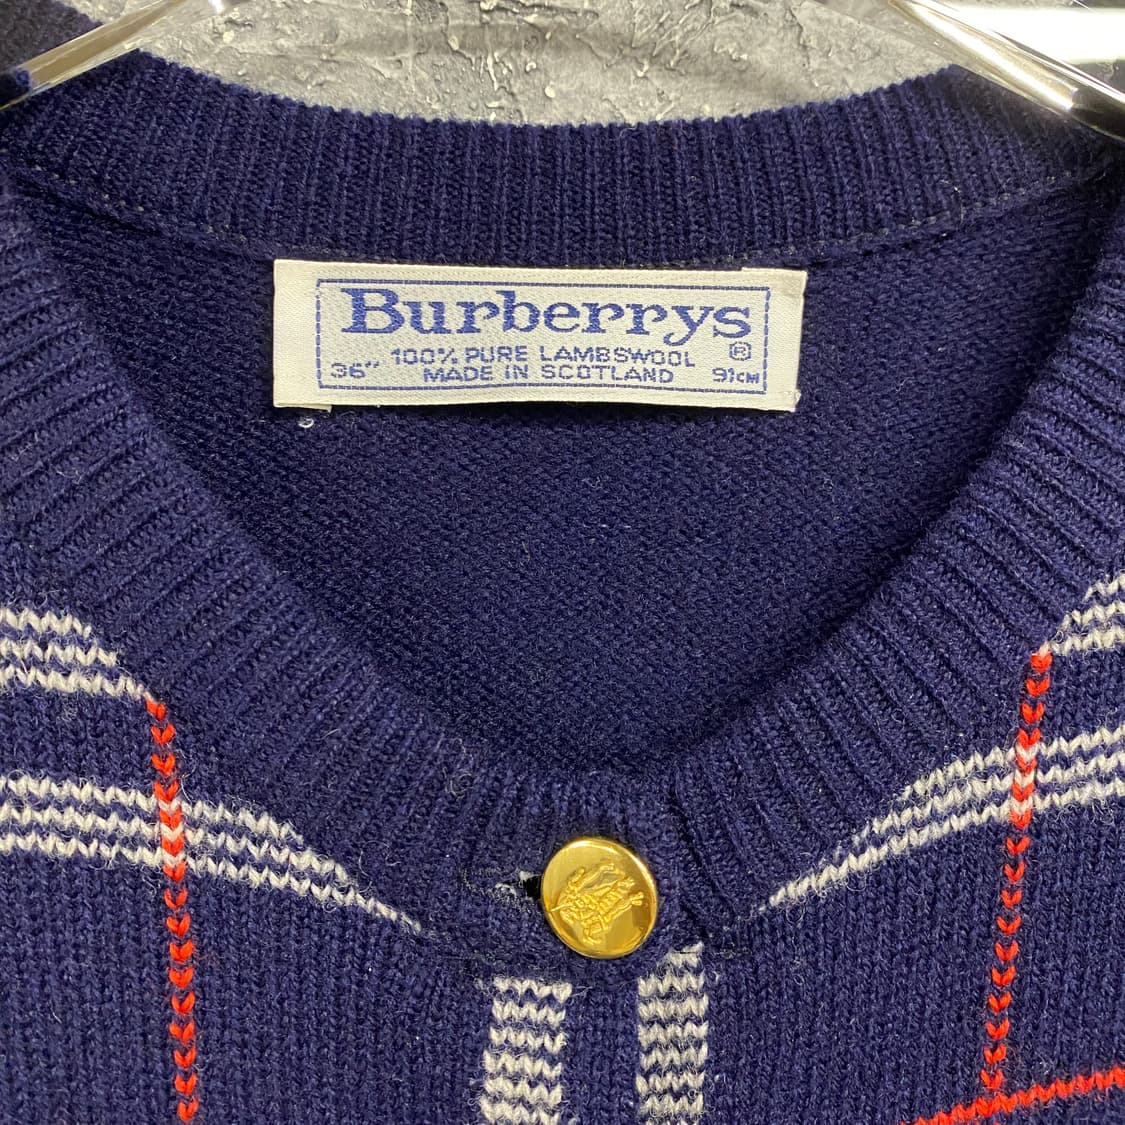 Burberrys
®
100% PURE LAMBSWOOL
36" MADE IN SCOTLAND 91CM